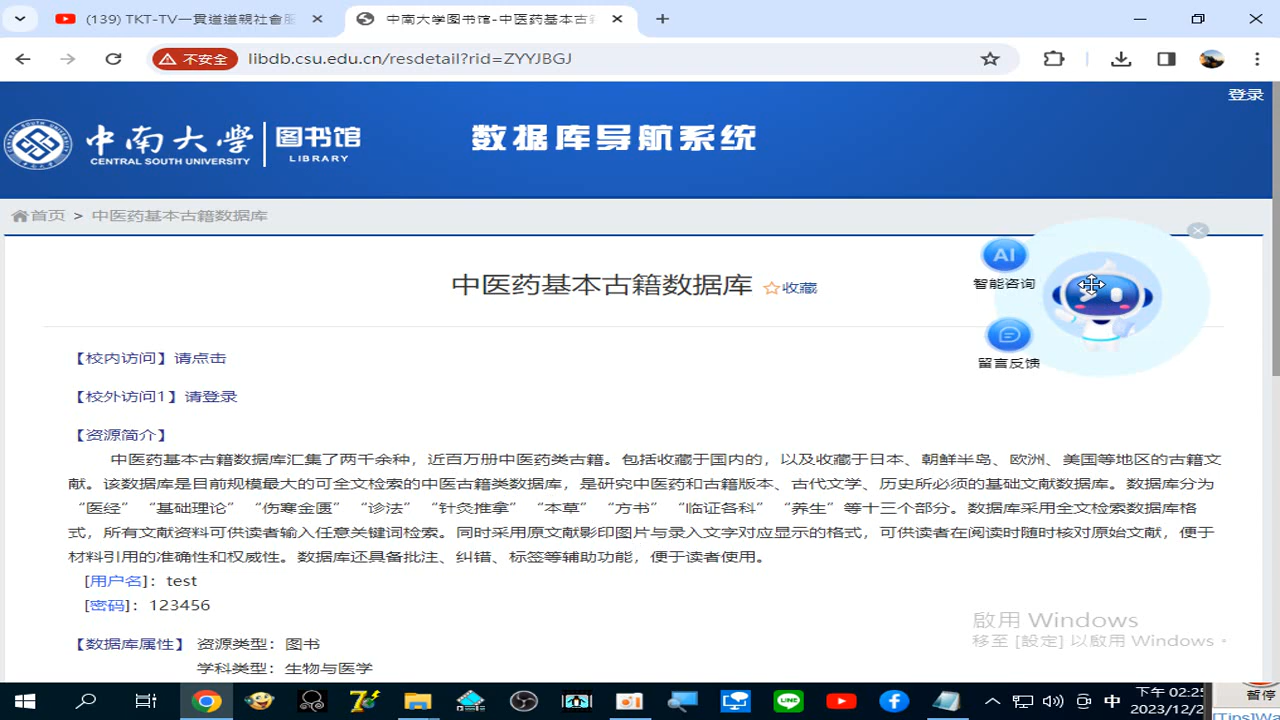 (139) TKT-TV一貫道道親社會服
中南大学图书馆-中医药基本古
不安全
libdb.csu.edu.cn/resdetail?rid=ZYYJBGJ
登录
中南大学
CENTRAL SOUTH UNIVERSITY
图书馆
LIBRARY
数据库导航系统
首页 > 中医药基本古籍数据库
中医药基本古籍数据库 收藏
AI
智能咨询
留言反馈
【校内访问】请点击
【校外访问1】请登录
【资源简介】
中医药基本古籍数据库汇集了两千余种，近百万册中医药类古籍。包括收藏于国内的，以及收藏于日本、朝鲜半岛、欧洲、美国等地区的古籍文
献。该数据库是目前规模最大的可全文检索的中医古籍类数据库，是研究中医药和古籍版本、古代文学、历史所必须的基础文献数据库。数据库分为
“医经” “基础理论” “伤寒金匮” “诊法” “针灸推拿” “本草” “方书” “临证各科” “养生”等十三个部分。数据库采用全文检索数据库格
式，所有文献资料可供读者输入任意关键词检索。同时采用原文献影印图片与录入文字对应显示的格式，可供读者在阅读时随时核对原始文献，便于
材料引用的准确性和权威性。数据库还具备批注、纠错、标签等辅助功能，便于读者使用。
[用户名]：test
[密码]：123456
【数据库属性】 资源类型：图书
学科类型：生物与医学
啟用 Windows
移至 [設定] 以啟用 Windows。
中
下午 02:25
2023/12/2
暫停
[Tips]Wa